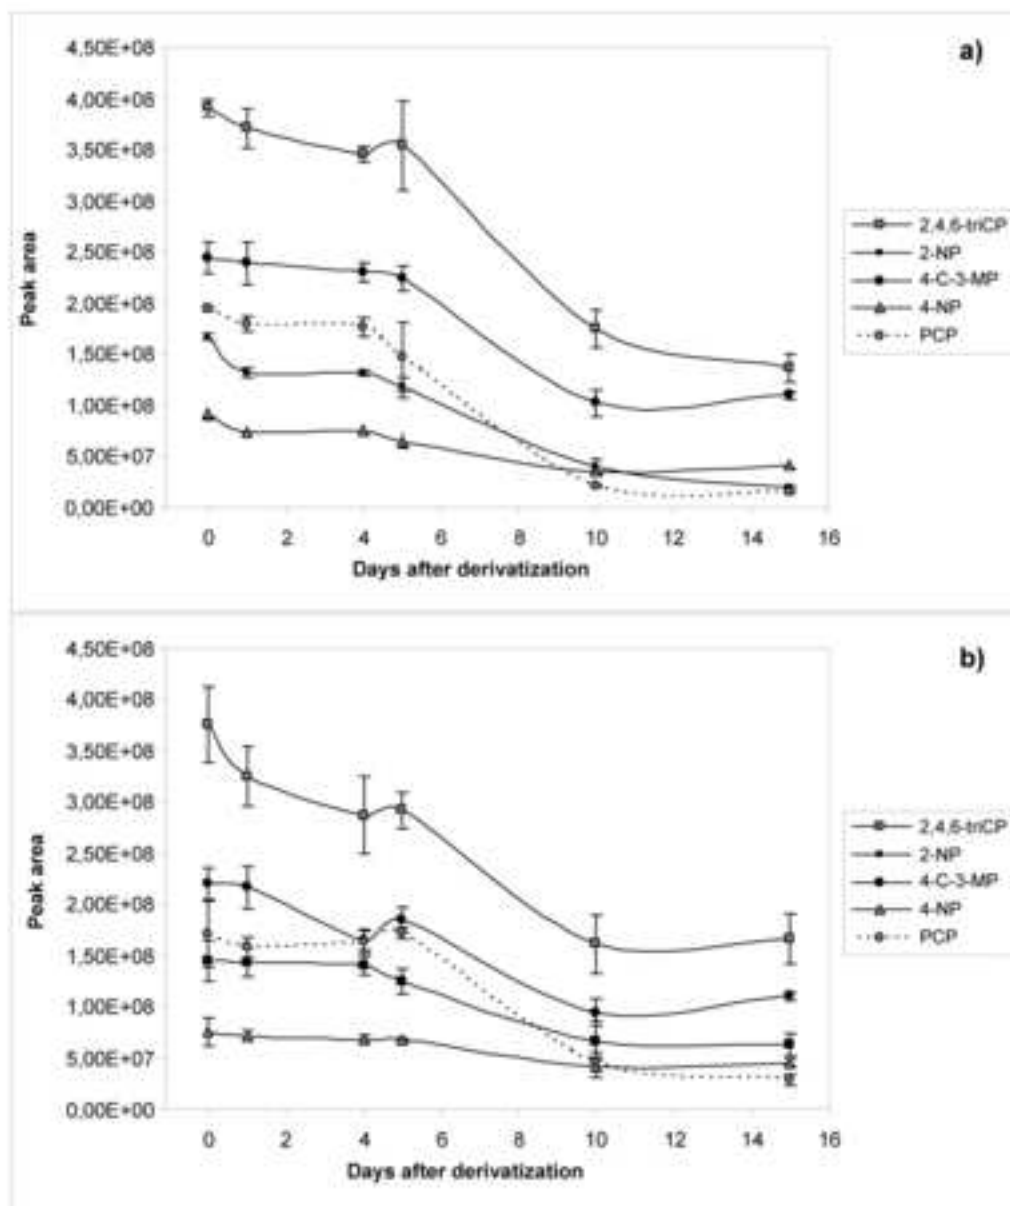 a)
4,50E+08
4,00E+08
3,50E+08
3,00E+08
2,50E+08
2,00E+08
1,50E+08
1,00E+08
5,00E+07
0,00E+00
Peak area
0 2 4 6 8 10 12 14 16
Days after derivatization
2,4,6-triCP
2-NP
4-C-3-MP
4-NP
PCP
b)
4,50E+08
4,00E+08
3,50E+08
3,00E+08
2,50E+08
2,00E+08
1,50E+08
1,00E+08
5,00E+07
0,00E+00
Peak area
0 2 4 6 8 10 12 14 16
Days after derivatization
2,4,6-triCP
2-NP
4-C-3-MP
4-NP
PCP